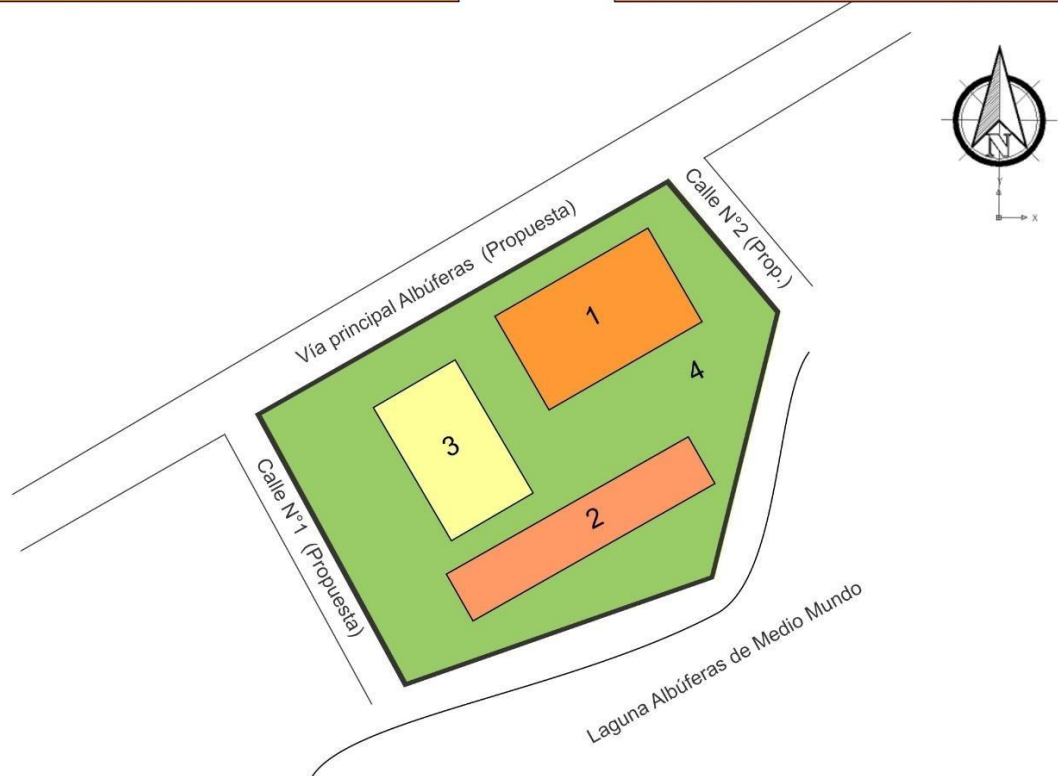 N
Y
X
Calle N°2 (Prop.)
Vía principal Albúferas (Propuesta)
1
4
3
2
Calle N°1 (Propuesta)
Laguna Albúferas de Medio Mundo